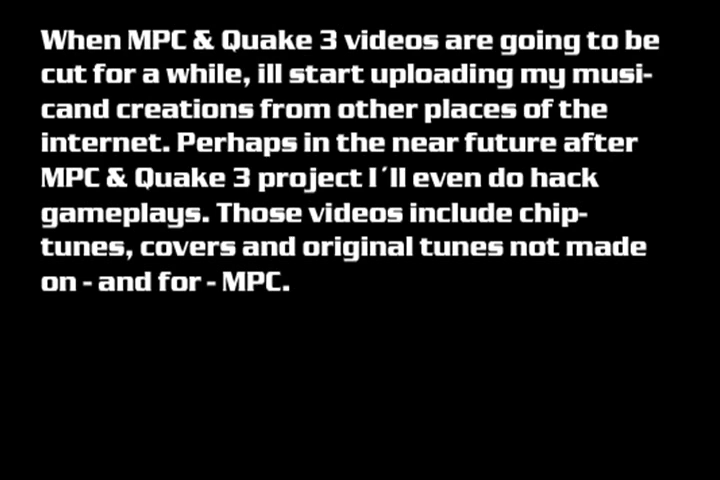 When MPC & Quake 3 videos are going to be
cut for a while, ill start uploading my musi-
cand creations from other places of the
internet. Perhaps in the near future after
MPC & Quake 3 project I´ll even do hack
gameplays. Those videos include chip-
tunes, covers and original tunes not made
on - and for - MPC.